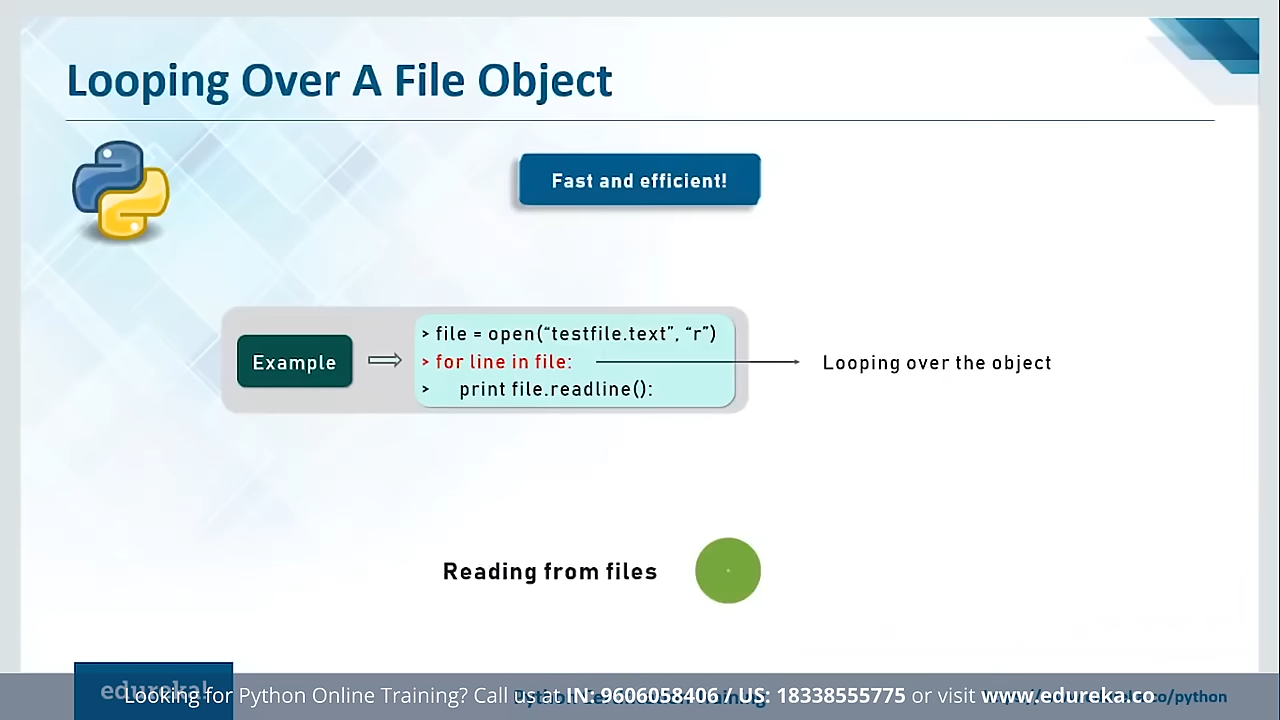 Looping Over A File Object
Fast and efficient!
Example
> file = open(“testfile.text”, “r”)
> for line in file:
> print file.readline():
Looping over the object
Reading from files
edureka!
Looking for Python Online Training? Call us at IN: 9606058406 / US: 18338555775 or visit www.edureka.co